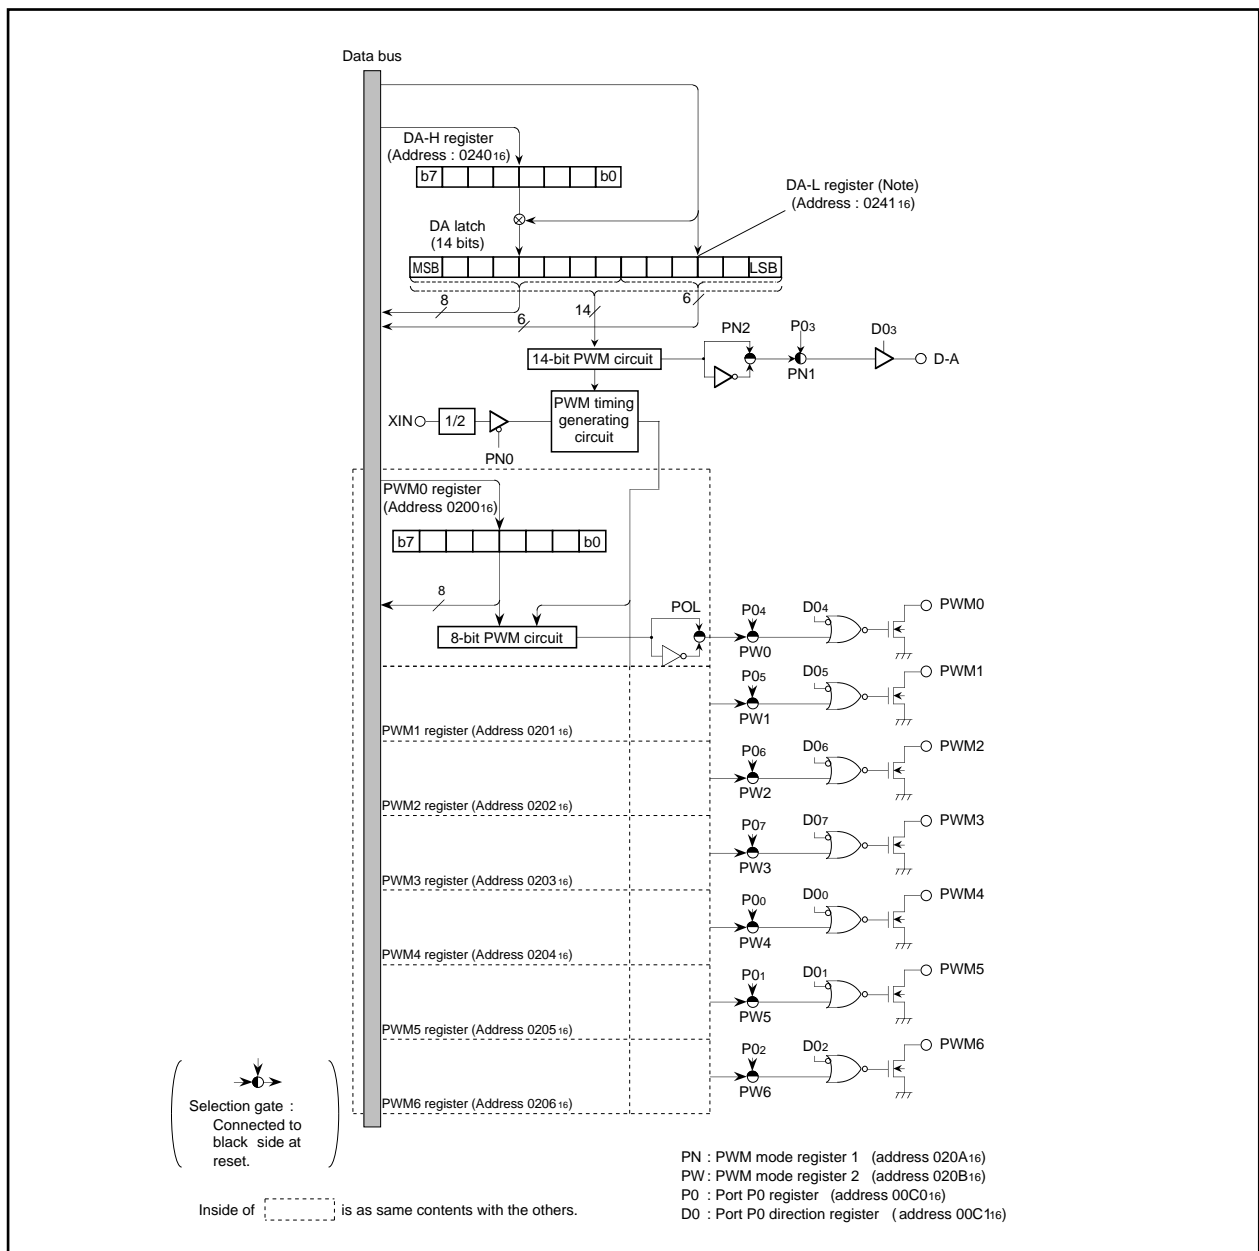 Data bus
DA-H register
(Address : 024016)
b7 b0
DA-L register (Note)
(Address : 024116)
DA latch
(14 bits)
MSB LSB
8 14 6
6
PN2 P03 D03
14-bit PWM circuit
D-A
PN1
XIN 1/2
PWM timing
generating
circuit
PN0
PWM0 register
(Address 020016)
b7 b0
8
8-bit PWM circuit
POL
P04 D04 PWM0
PW0
P05 D05 PWM1
PW1
PWM1 register (Address 020116)
P06 D06 PWM2
PW2
PWM2 register (Address 020216)
P07 D07 PWM3
PW3
PWM3 register (Address 020316)
P00 D00 PWM4
PW4
PWM4 register (Address 020416)
P01 D01 PWM5
PW5
PWM5 register (Address 020516)
P02 D02 PWM6
PW6
PWM6 register (Address 020616)
Selection gate :
Connected to
black side at
reset.
Inside of is as same contents with the others.
PN : PWM mode register 1 (address 020A16)
PW : PWM mode register 2 (address 020B16)
P0 : Port P0 register (address 00C016)
D0 : Port P0 direction register (address 00C116)